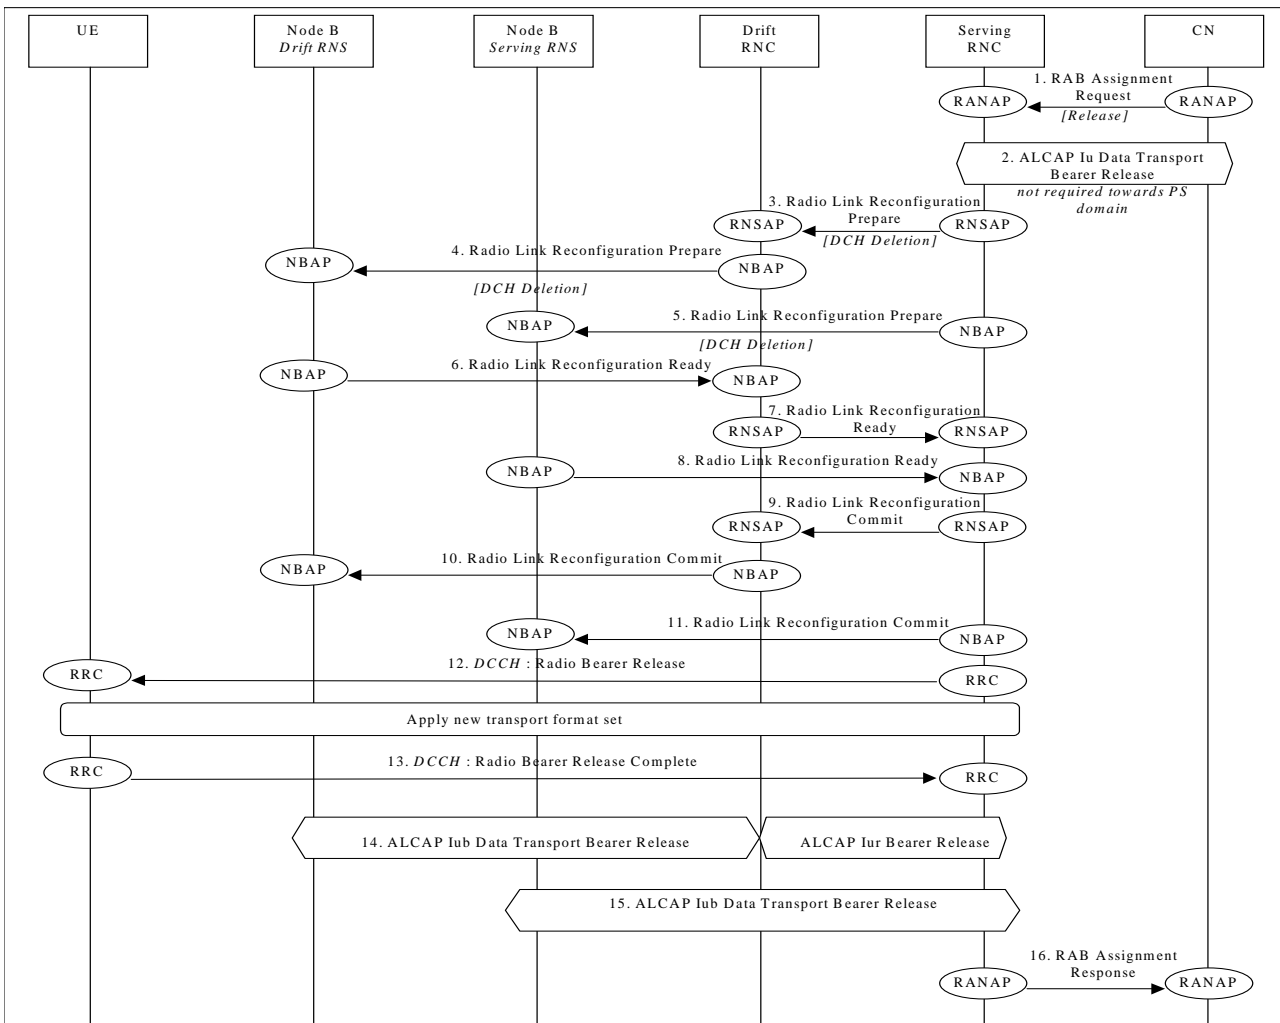 UE
Node B
Drift RNS
Node B
Serving RNS
Drift
RNC
Serving
RNC
CN
1. RAB Assignment
Request
[Release]
RANAP
RANAP
2. ALCAP Iu Data Transport
Bearer Release
not required towards PS
domain
3. Radio Link Reconfiguration
Prepare
[DCH Deletion]
RNSAP
RNSAP
4. Radio Link Reconfiguration Prepare
[DCH Deletion]
NBAP
NBAP
5. Radio Link Reconfiguration Prepare
[DCH Deletion]
NBAP
NBAP
6. Radio Link Reconfiguration Ready
NBAP
NBAP
7. Radio Link Reconfiguration
Ready
RNSAP
RNSAP
8. Radio Link Reconfiguration Ready
NBAP
NBAP
9. Radio Link Reconfiguration
Commit
RNSAP
RNSAP
10. Radio Link Reconfiguration Commit
NBAP
NBAP
11. Radio Link Reconfiguration Commit
NBAP
NBAP
12. DCCH : Radio Bearer Release
RRC
RRC
Apply new transport format set
13. DCCH : Radio Bearer Release Complete
RRC
RRC
14. ALCAP Iub Data Transport Bearer Release
ALCAP Iur Bearer Release
15. ALCAP Iub Data Transport Bearer Release
16. RAB Assignment
Response
RANAP
RANAP